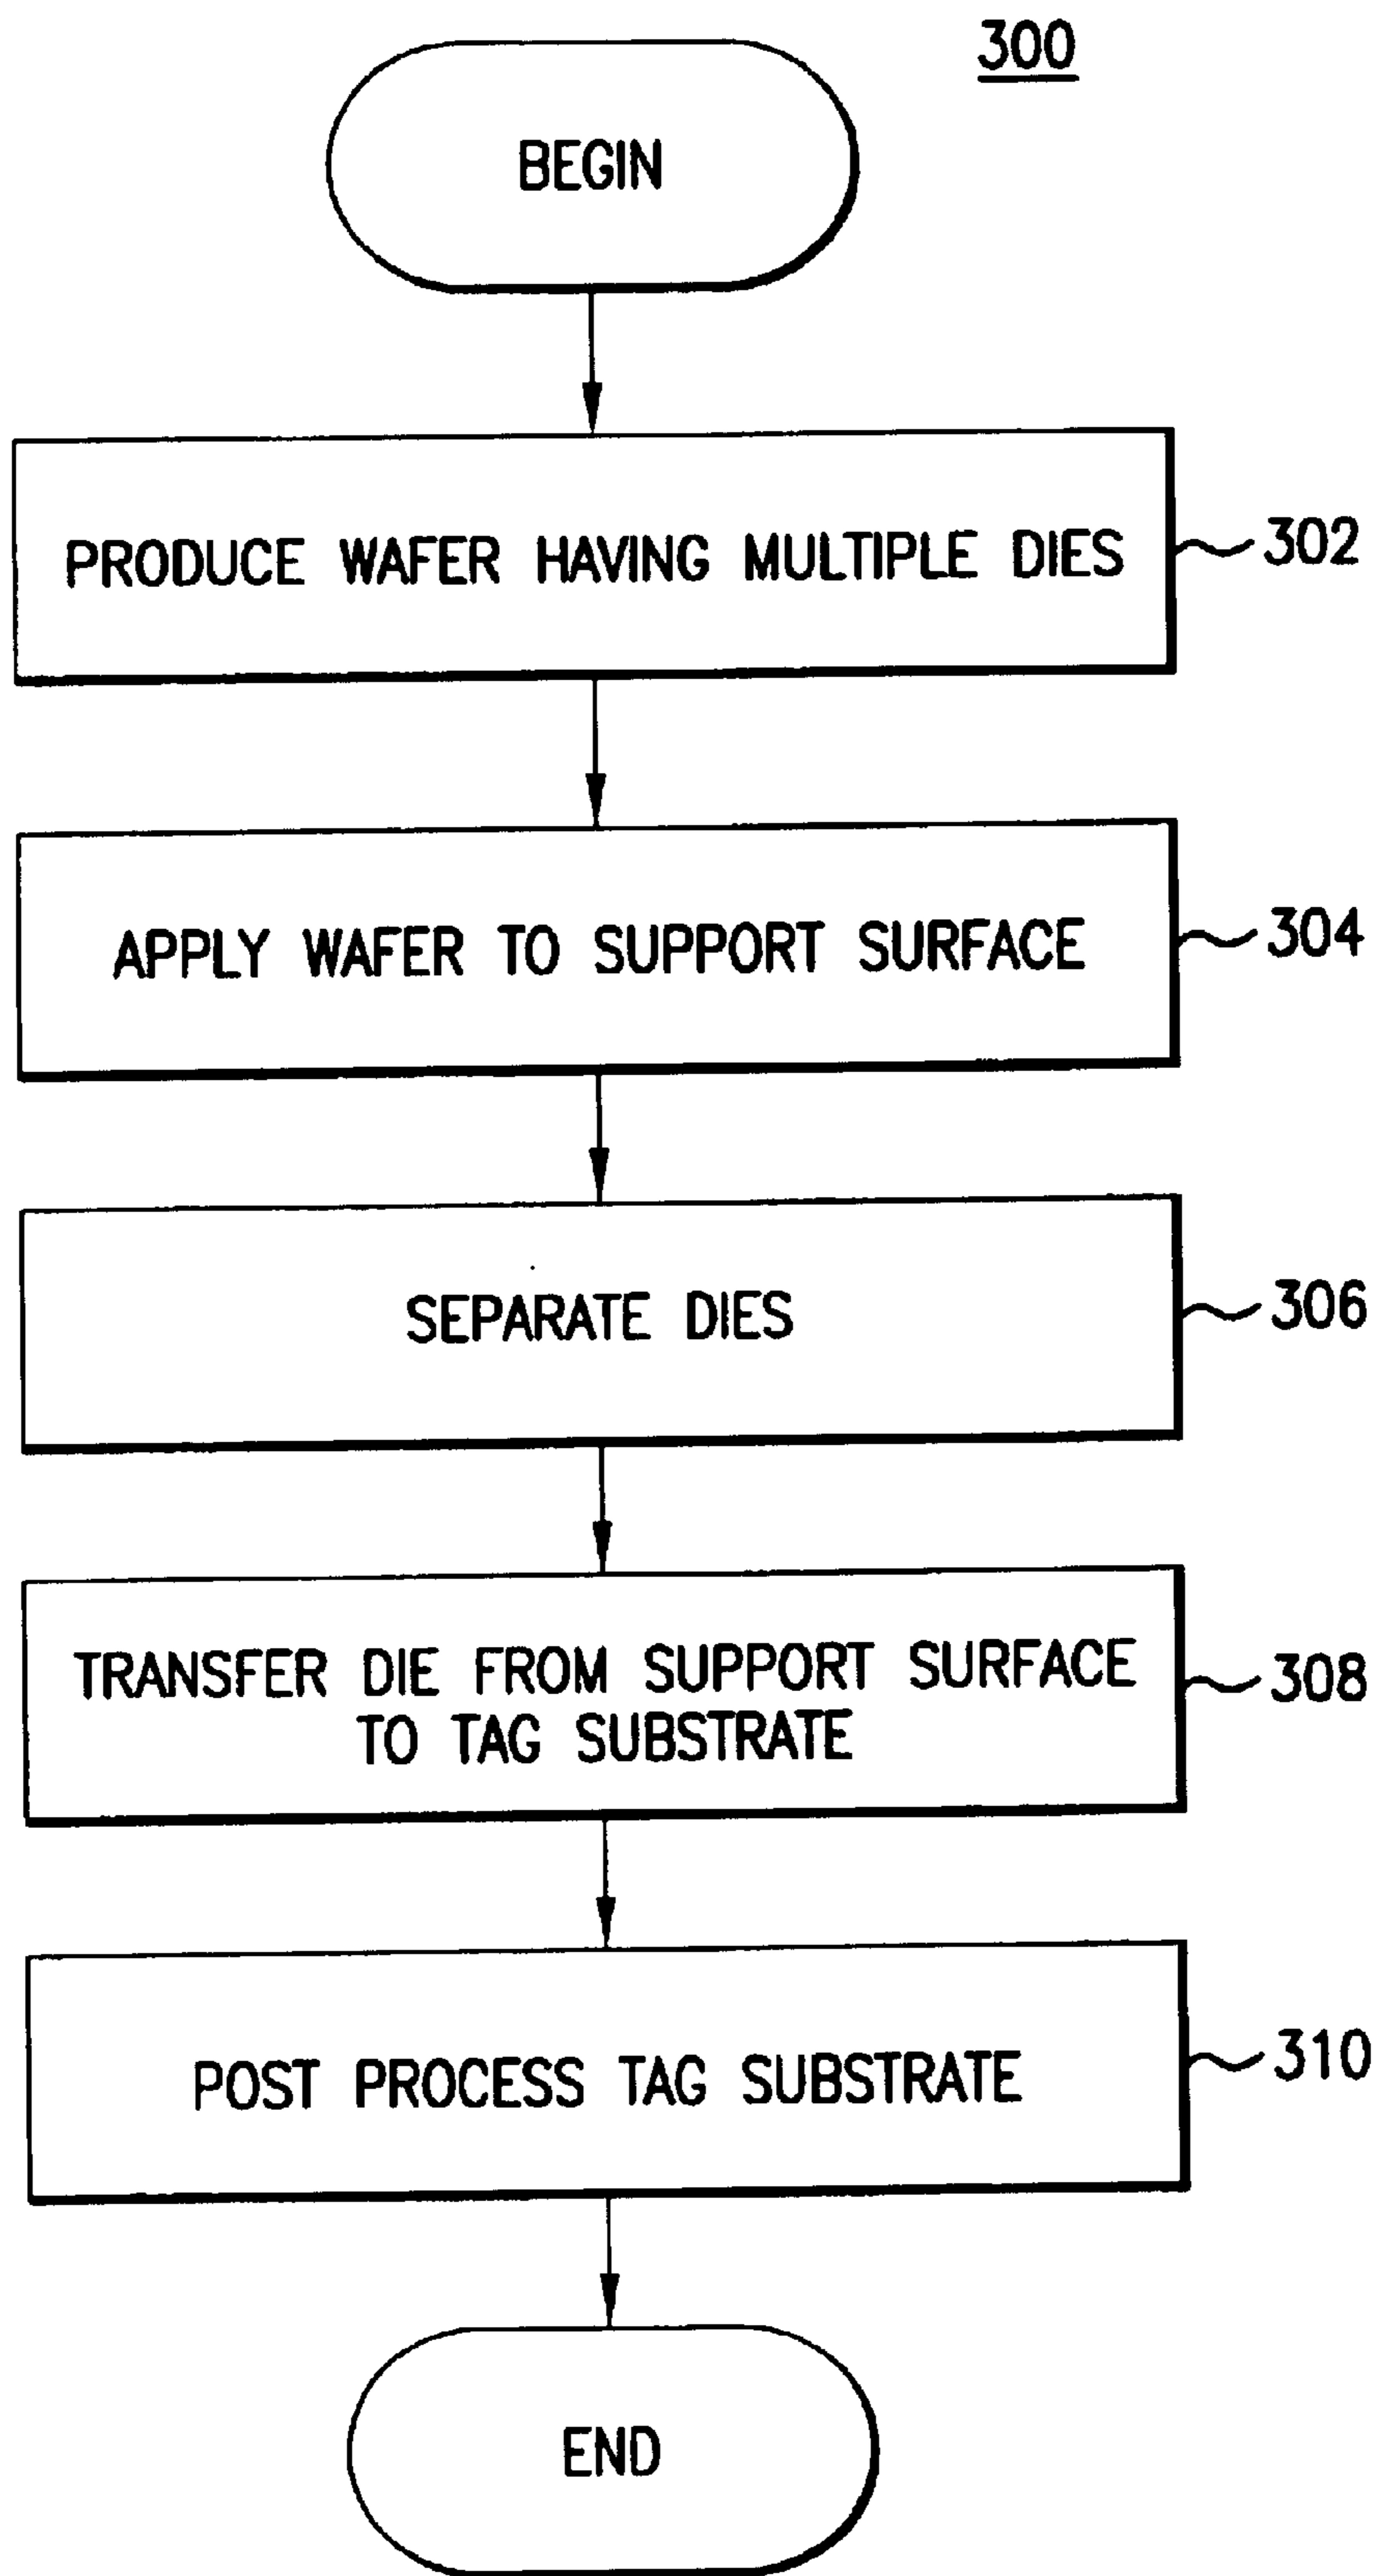 300
BEGIN
PRODUCE WAFER HAVING MULTIPLE DIES
302
APPLY WAFER TO SUPPORT SURFACE
304
SEPARATE DIES
306
TRANSFER DIE FROM SUPPORT SURFACE
TO TAG SUBSTRATE
308
POST PROCESS TAG SUBSTRATE
310
END